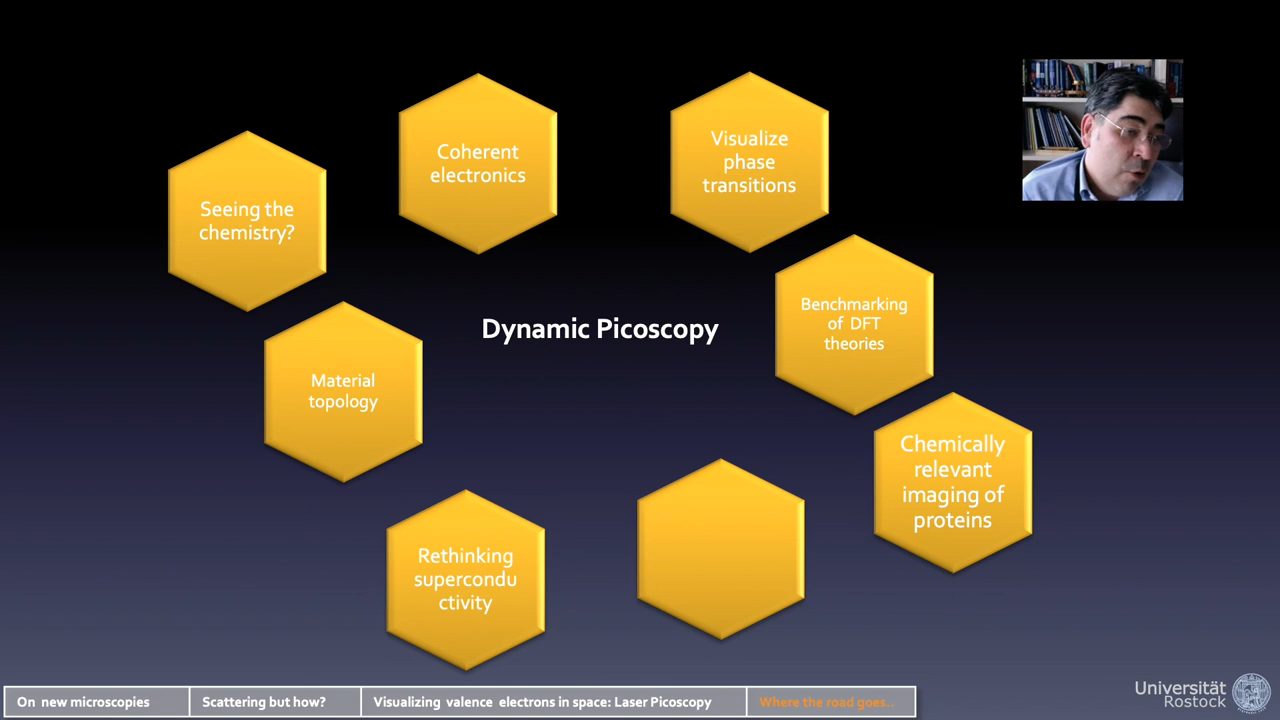 Coherent
electronics
Visualize
phase
transitions
Seeing the
chemistry?
Dynamic Picoscopy
Benchmarking
of DFT
theories
Material
topology
Chemically
relevant
imaging of
proteins
Rethinking
supercondu
ctivity
On new microscopies
Scattering but how?
Visualizing valence electrons in space: Laser Picoscopy
Where the road goes..
Universität
Rostock